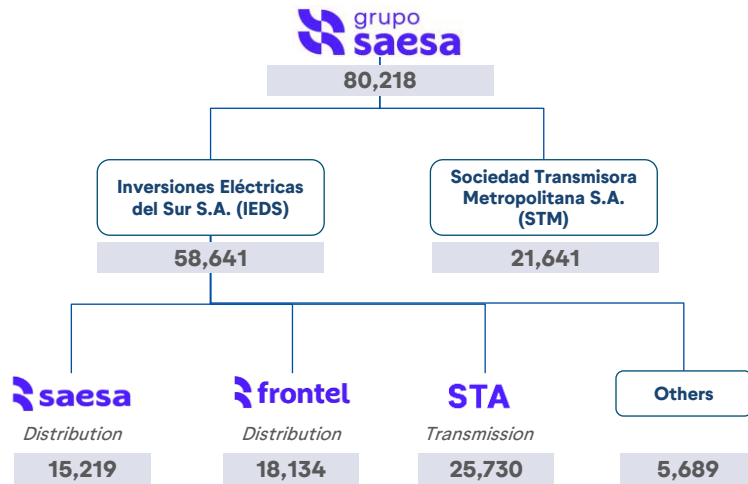 grupo
saesa
80,218
Inversiones Eléctricas
del Sur S.A. (IEDS)
Sociedad Transmisora
Metropolitana S.A.
(STM)
58,641
21,641
saesa
frontel
STA
Others
Distribution
Distribution
Transmission
15,219
18,134
25,730
5,689